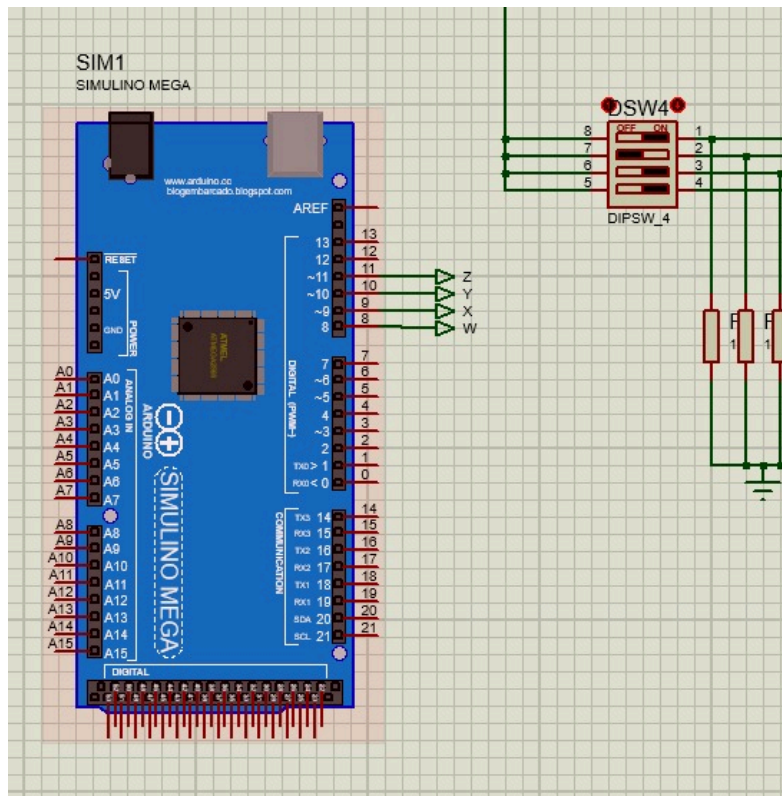 SIM1
SIMULINO MEGA
www.arduino.cc
blogembarcado.blogspot.com
AREF
RESET
5V
GND
POWER
13 13
12 12
~11 11 Z
~10 10 Y
~9 9 X
8 8 W
DIGITAL (PWM~)
7 7
~6 6
~5 5
4 4
~3 3
2 2
TX0 > 1 1
RX0 < 0 0
ATMEL
A0 A0
A1 A1
A2 A2
A3 A3
A4 A4
A5 A5
A6 A6
A7 A7
ANALOG IN
ARDUINO
SIMULINO MEGA
A8 A8
A9 A9
A10 A10
A11 A11
A12 A12
A13 A13
A14 A14
A15 A15
COMMUNICATION
TX3 14 14
RX3 15 15
TX2 16 16
RX2 17 17
TX1 18 18
RX1 19 19
SDA 20 20
SCL 21 21
DIGITAL
DSW4
OFF ON
8 1
7 2
6 3
5 4
DIPSW_4
1
1